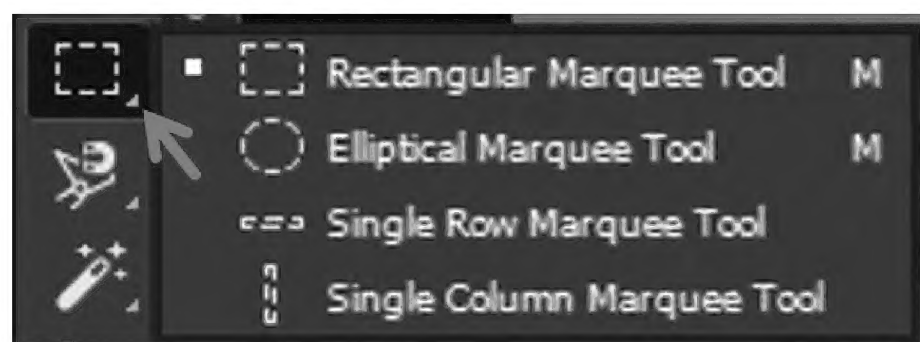 Rectangular Marquee Tool M
Elliptical Marquee Tool M
Single Row Marquee Tool
Single Column Marquee Tool